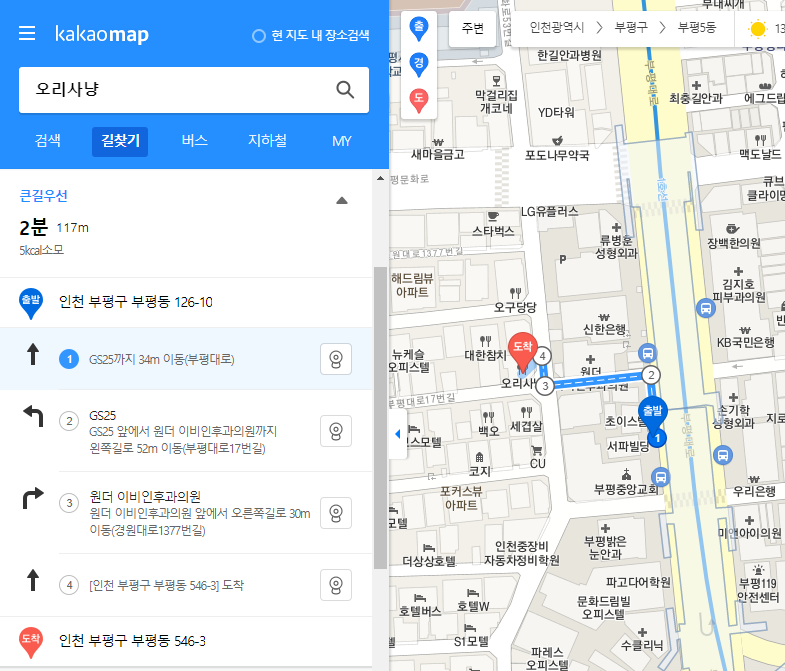 kakaomap
현 지도 내 장소검색
오리사냥
검색
길찾기
버스
지하철
MY
큰길우선
2분 117m
5kcal소모
출발
인천 부평구 부평동 126-10
1
GS25까지 34m 이동(부평대로)
2
GS25
GS25 앞에서 원더 이비인후과의원까지
왼쪽길로 52m 이동(부평대로17번길)
3
원더 이비인후과의원
원더 이비인후과의원 앞에서 오른쪽길로 30m
이동(경원대로1377번길)
4
[인천 부평구 부평동 546-3] 도착
도착
인천 부평구 부평동 546-3
출
경
도
주변
인천광역시
부평구
부평5동
13
한길안과병원
막걸리집
개코네
YD타워
최충길안과
에그드랍
새마을금고
포도나무약국
맥도날드
평문화로
1호선
LG유플러스
스타벅스
류병훈
성형외과
장백한의원
원대로1377번길
P
해드림뷰
아파트
오구당당
김지호
피부과의원
신한은행
KB국민은행
뉴케슬
오피스텔
대한참치
도착
4
원더
오리사냥
3
2
부평대로17번길
출발
1
초이스
서파병원
손기학
성형외과
백오
세겹살
부평대로
코지
CU
포커스뷰
아파트
부평중앙교회
우리은행
미앤아이의원
인천중장비
자동차정비학원
더상상호텔
부평밝은
눈안과
파고다어학원
부평119
안전센터
호텔버스
호텔W
문화드림빌
오피스텔
S1모텔
수클리닉
파레스
오피스텔